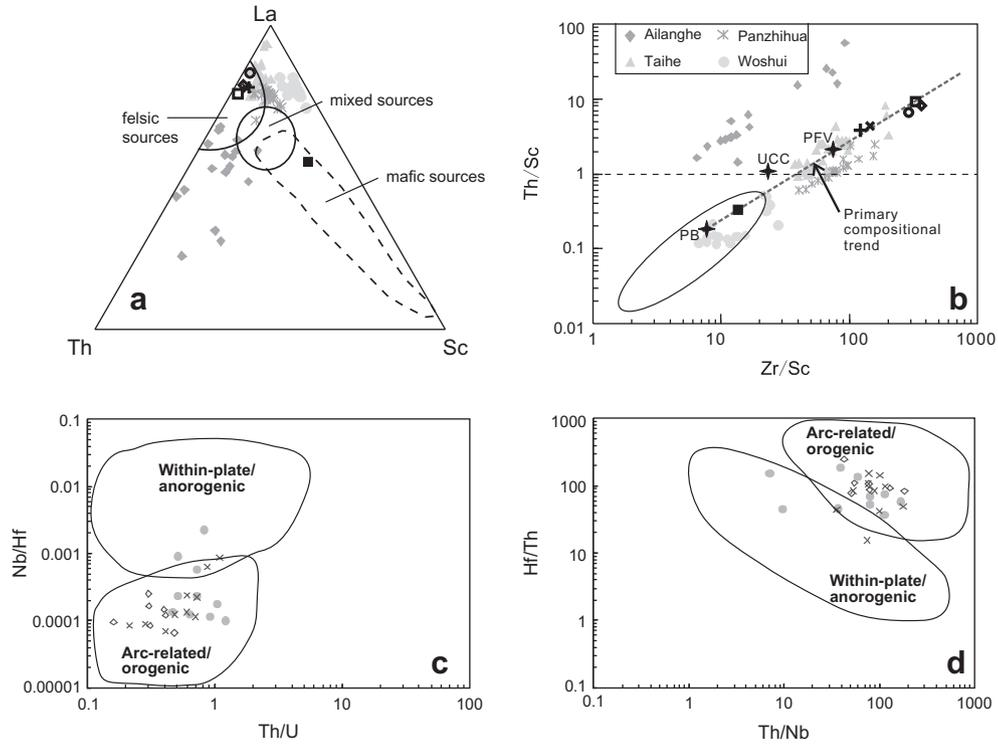 La
felsic
sources
mixed sources
mafic sources
a
Th
Sc
Th/Sc
100
10
1
0.1
0.01
Ailanghe
Panzhihua
Taihe
Woshui
PFV
UCC
PB
Primary
compositional
trend
b
1
10
100
1000
Zr/Sc
Nb/Hf
0.1
0.01
0.001
0.0001
0.00001
Within-plate/
anorogenic
Arc-related/
orogenic
c
0.1
1
10
100
Th/U
Hf/Th
1000
100
10
1
0.1
Arc-related/
orogenic
Within-plate/
anorogenic
d
0.1
1
10
100
1000
Th/Nb